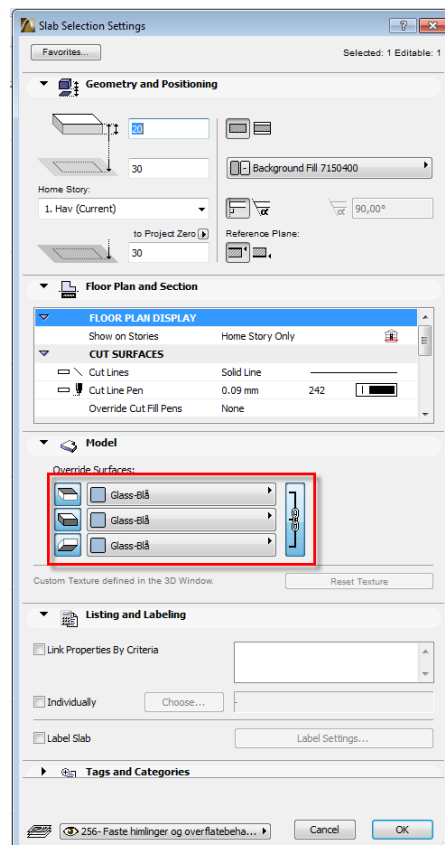 Slab Selection Settings
Favorites...
Selected: 1 Editable: 1
Geometry and Positioning
20
30
Background Fill 7150400
Home Story:
1. Hav (Current)
α
α
90,00°
to Project Zero
Reference Plane:
30
Floor Plan and Section
FLOOR PLAN DISPLAY
Show on Stories Home Story Only
CUT SURFACES
Cut Lines Solid Line
Cut Line Pen 0.09 mm 242
Override Cut Fill Pens None
Model
Override Surfaces:
Glass-Blå
Glass-Blå
Glass-Blå
Custom Texture defined in the 3D Window.
Reset Texture
Listing and Labeling
Link Properties By Criteria
Individually
Choose...
-
Label Slab
Label Settings...
Tags and Categories
256- Faste himlinger og overflatebeha...
Cancel
OK